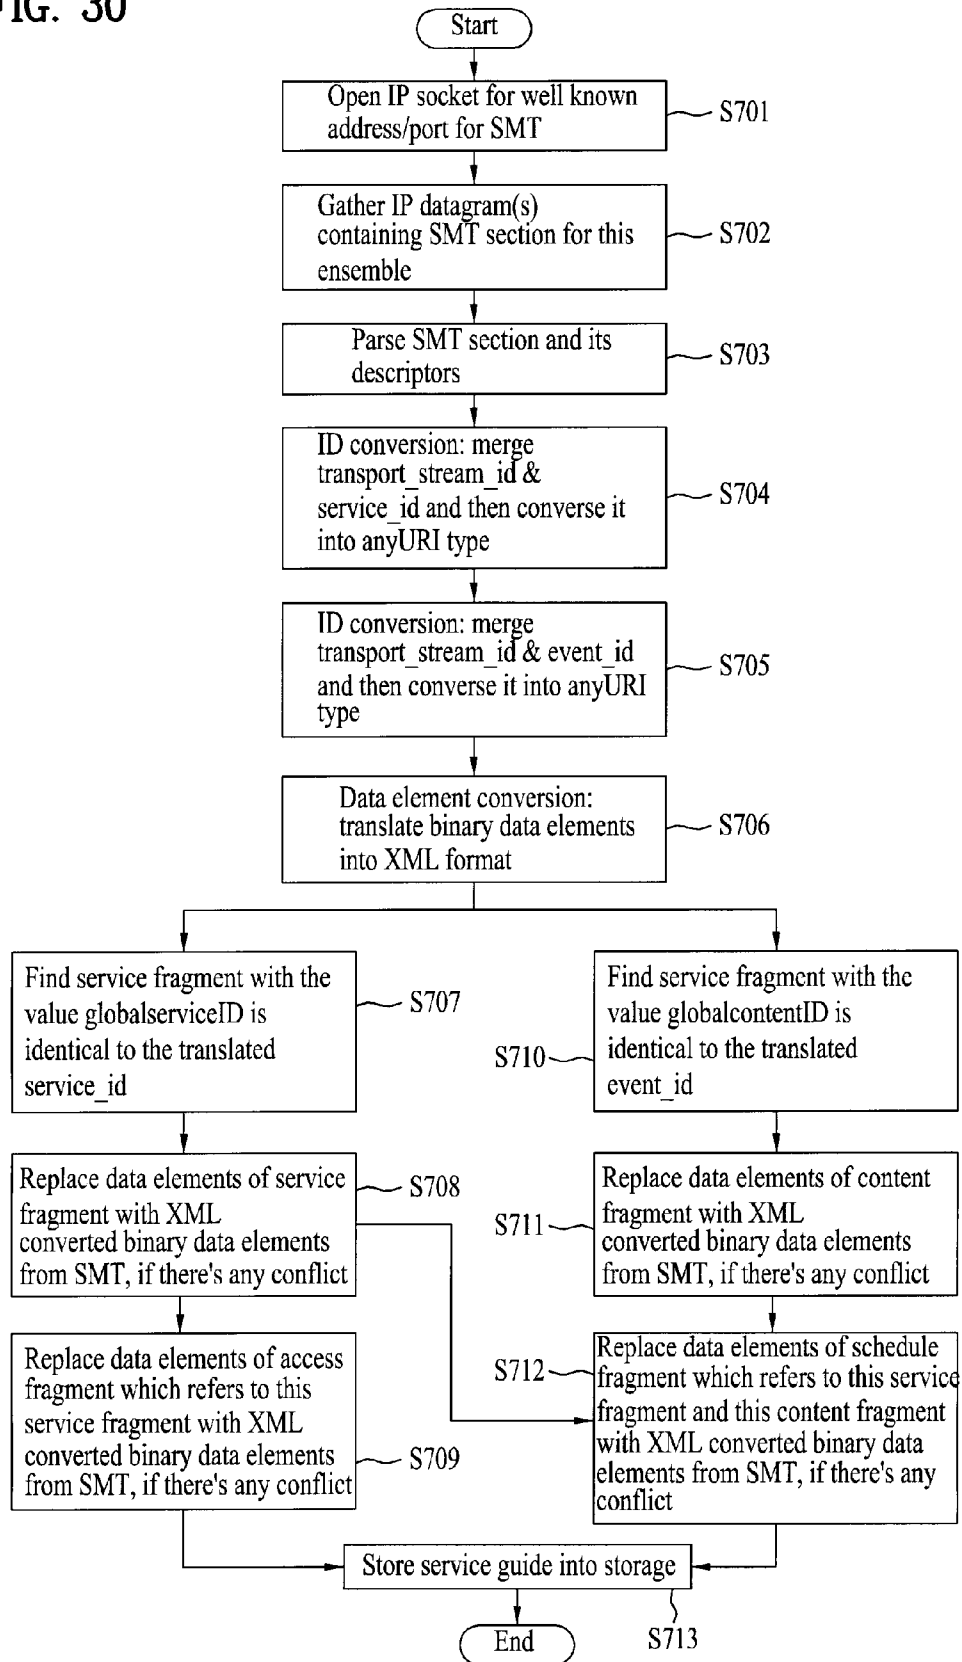 FIG. 30
Start
Open IP socket for well known
address/port for SMT
S701
Gather IP datagram(s)
containing SMT section for this
ensemble
S702
Parse SMT section and its
descriptors
S703
ID conversion: merge
transport_stream_id &
service_id and then converse it
into anyURI type
S704
ID conversion: merge
transport_stream_id & event_id
and then converse it into anyURI
type
S705
Data element conversion:
translate binary data elements
into XML format
S706
Find service fragment with the
value globalserviceID is
identical to the translated
service_id
S707
Find service fragment with the
value globalcontentID is
identical to the translated
event_id
S710
Replace data elements of service
fragment with XML
converted binary data elements
from SMT, if there's any conflict
S708
Replace data elements of content
fragment with XML
converted binary data elements
from SMT, if there's any conflict
S711
Replace data elements of access
fragment which refers to this
service fragment with XML
converted binary data elements
from SMT, if there's any conflict
S709
Replace data elements of schedule
fragment which refers to this service
fragment and this content fragment
with XML converted binary data
elements from SMT, if there's any
conflict
S712
Store service guide into storage
S713
End